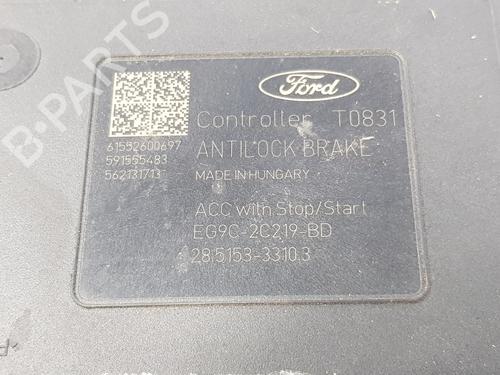 Ford
Controller T0831
61552600697
591555483
562131713
ANTILOCK BRAKE
MADE IN HUNGARY
ACC with Stop/Start
EG9C-2C219-BD
28.5153-3310.3
B-PARTS